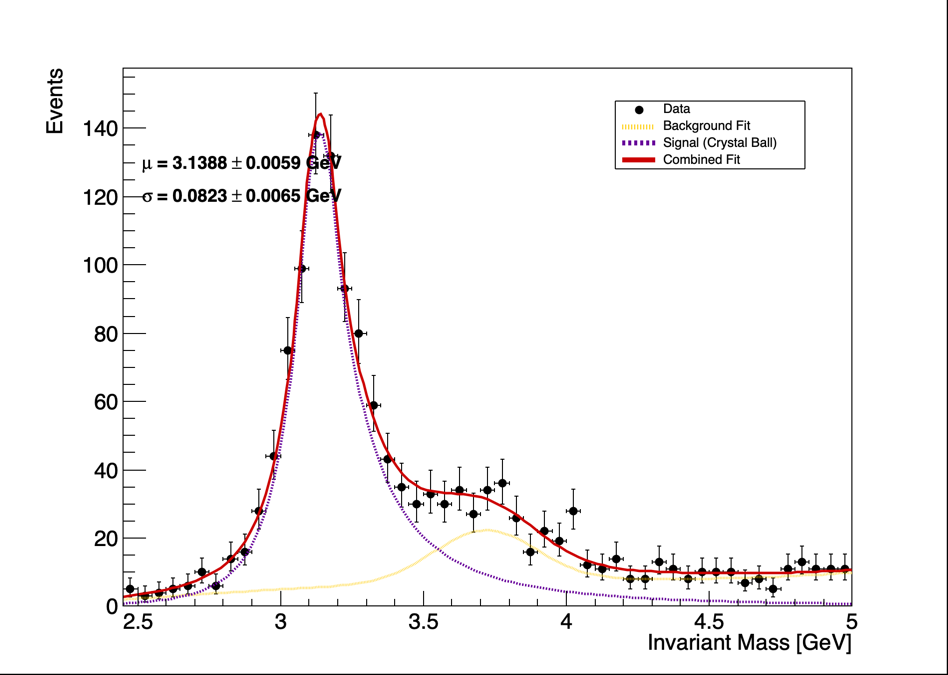 Events
140
120
100
80
60
40
20
0
μ = 3.1388 ± 0.0059 GeV
σ = 0.0823 ± 0.0065 GeV
Data
Background Fit
Signal (Crystal Ball)
Combined Fit
2.5 3 3.5 4 4.5 5
Invariant Mass [GeV]